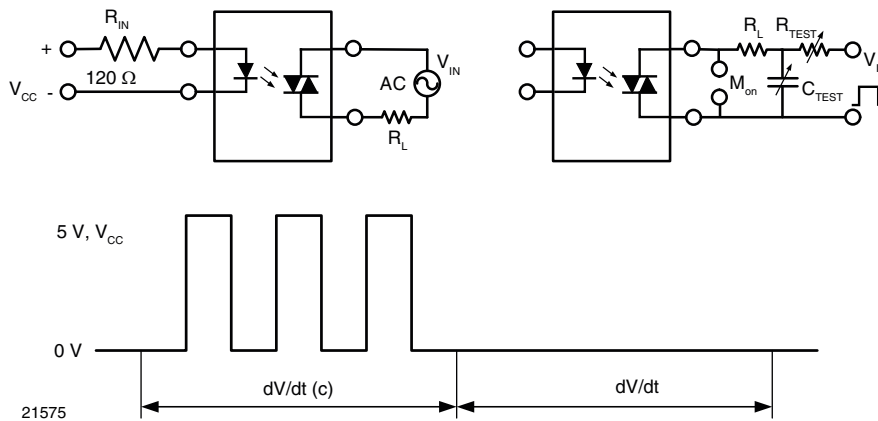 R_IN
+
120 Ω
V_CC -
AC
V_IN
R_L
R_L
R_TEST
M_on
C_TEST
5 V, V_CC
0 V
dV/dt (c)
dV/dt
21575